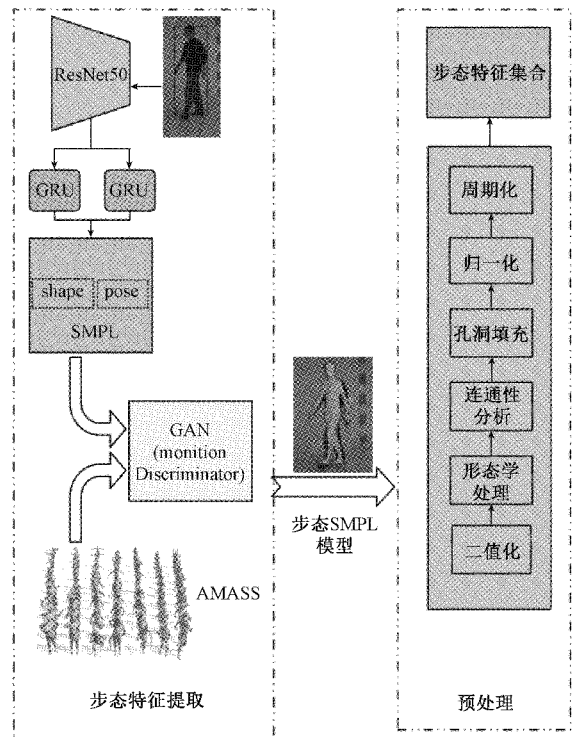 ResNet50
GRU
GRU
shape
pose
SMPL
GAN
(monition
Discriminator)
AMASS
步态特征提取
步态SMPL
模型
步态特征集合
周期化
归一化
孔洞填充
连通性
分析
形态学
处理
二值化
预处理